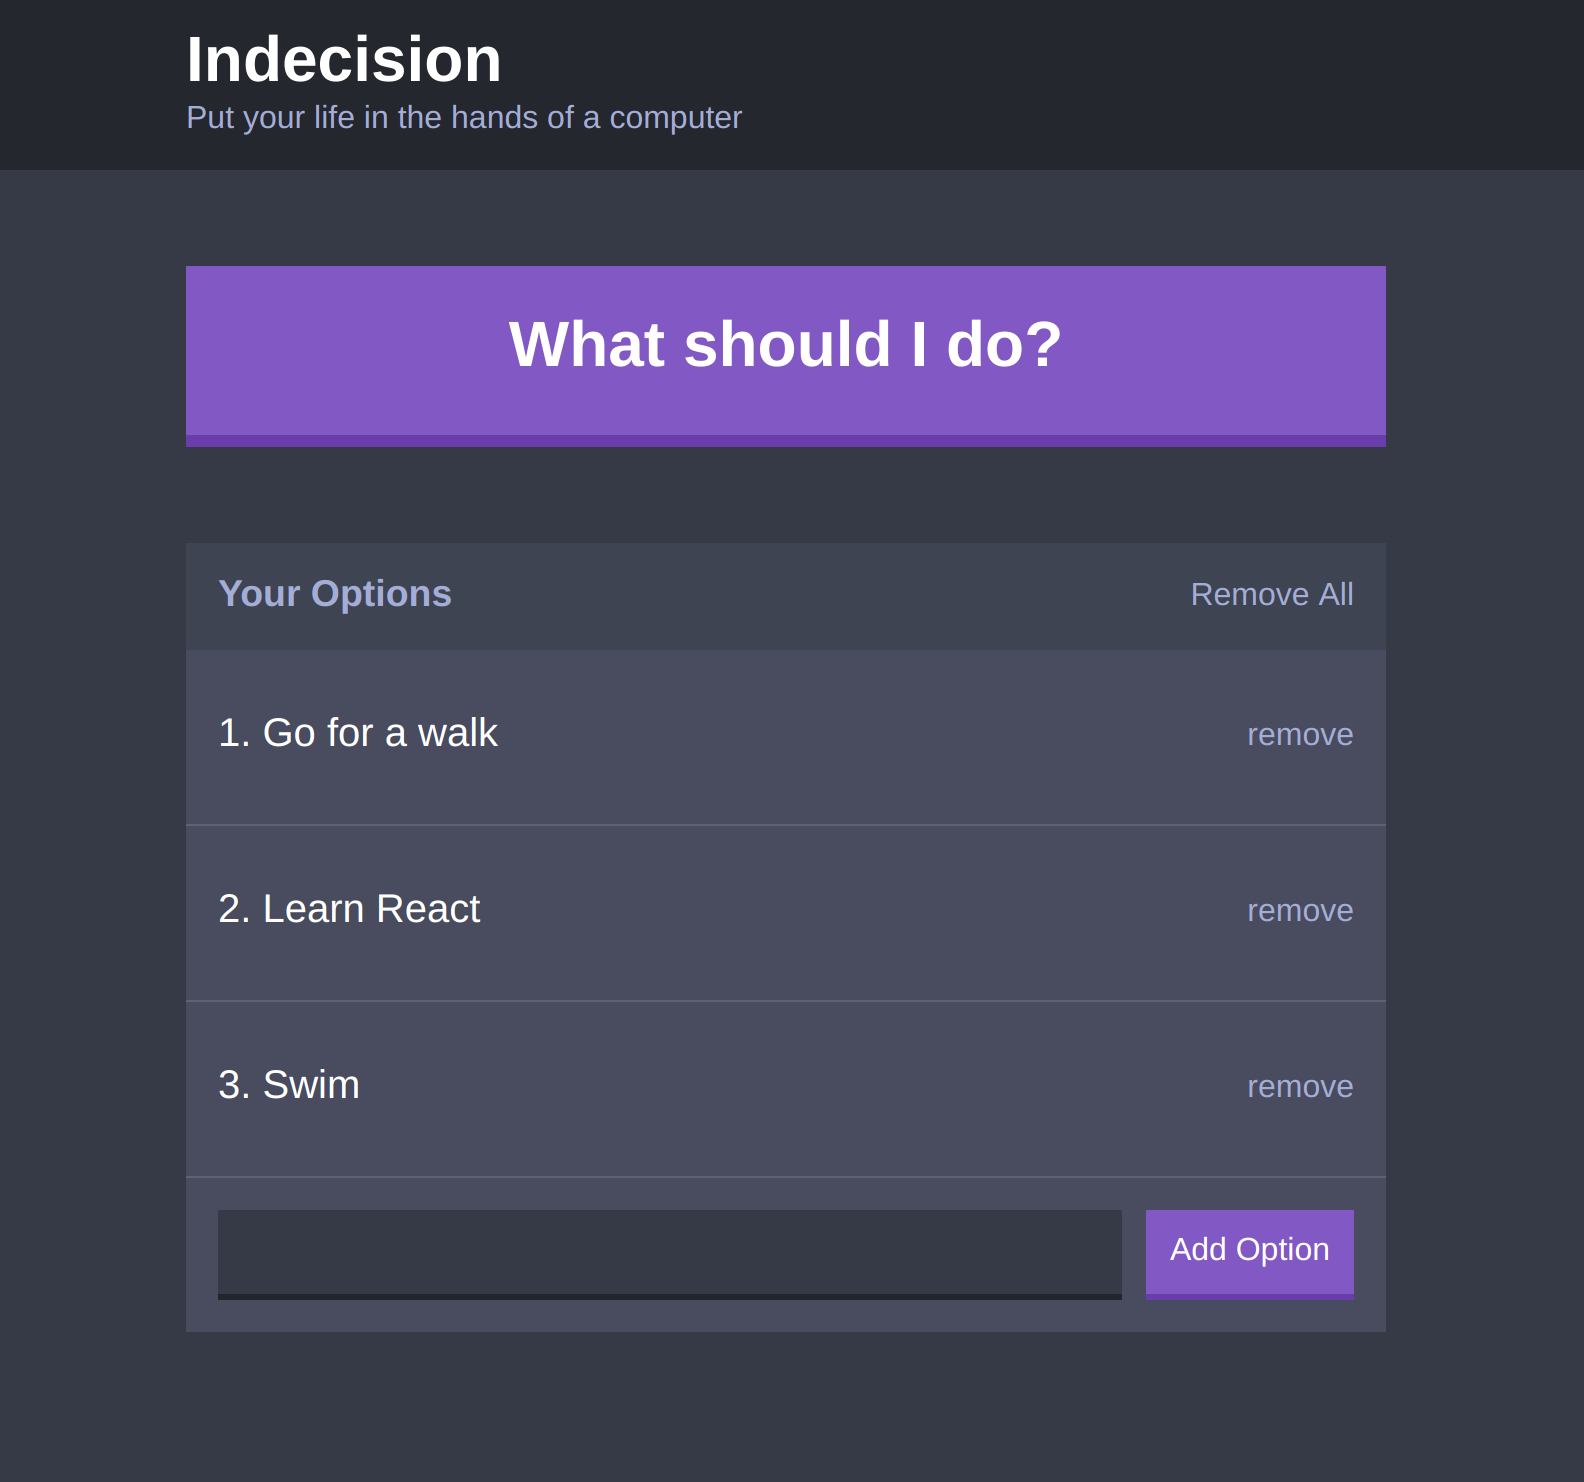 Indecision
Put your life in the hands of a computer
What should I do?
Your Options Remove All
1. Go for a walk remove
2. Learn React remove
3. Swim remove
Add Option